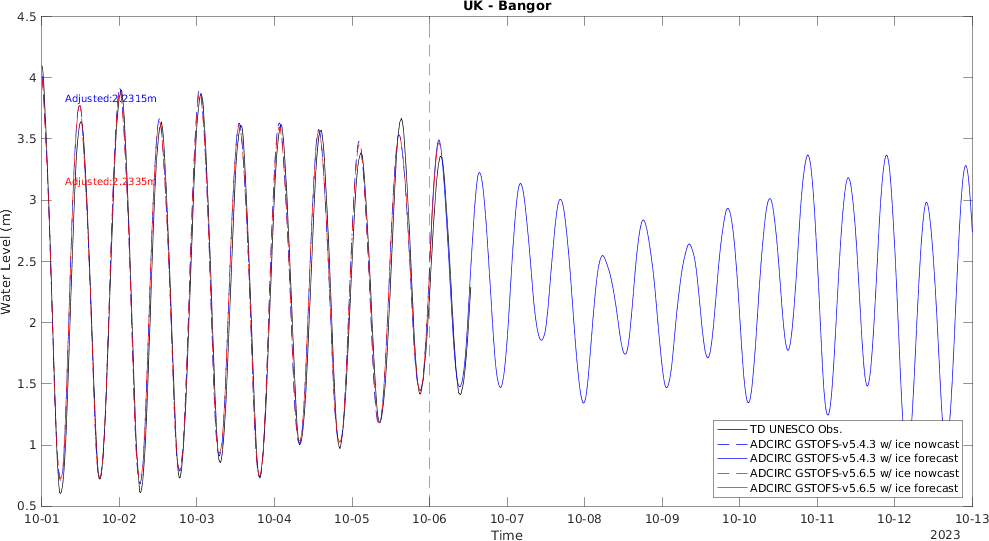 UK - Bangor
4.5
4
3.5
3
2.5
2
1.5
1
0.5
Water Level (m)
Adjusted:2.2315m
Adjusted:2.2335m
TD UNESCO Obs.
ADCIRC GSTOFS-v5.4.3 w/ ice nowcast
ADCIRC GSTOFS-v5.4.3 w/ ice forecast
ADCIRC GSTOFS-v5.6.5 w/ ice nowcast
ADCIRC GSTOFS-v5.6.5 w/ ice forecast
10-01 10-02 10-03 10-04 10-05 10-06 10-07 10-08 10-09 10-10 10-11 10-12 10-13
Time
2023